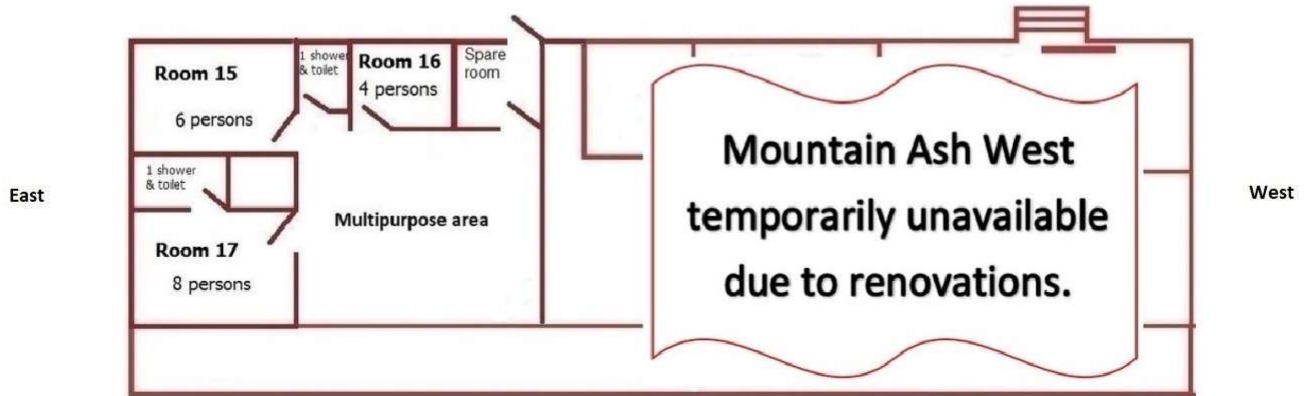 Room 15
6 persons
1 shower
& toilet
Room 16
4 persons
Spare
room
1 shower
& toilet
Room 17
8 persons
Multipurpose area
East
Mountain Ash West
temporarily unavailable
due to renovations.
West